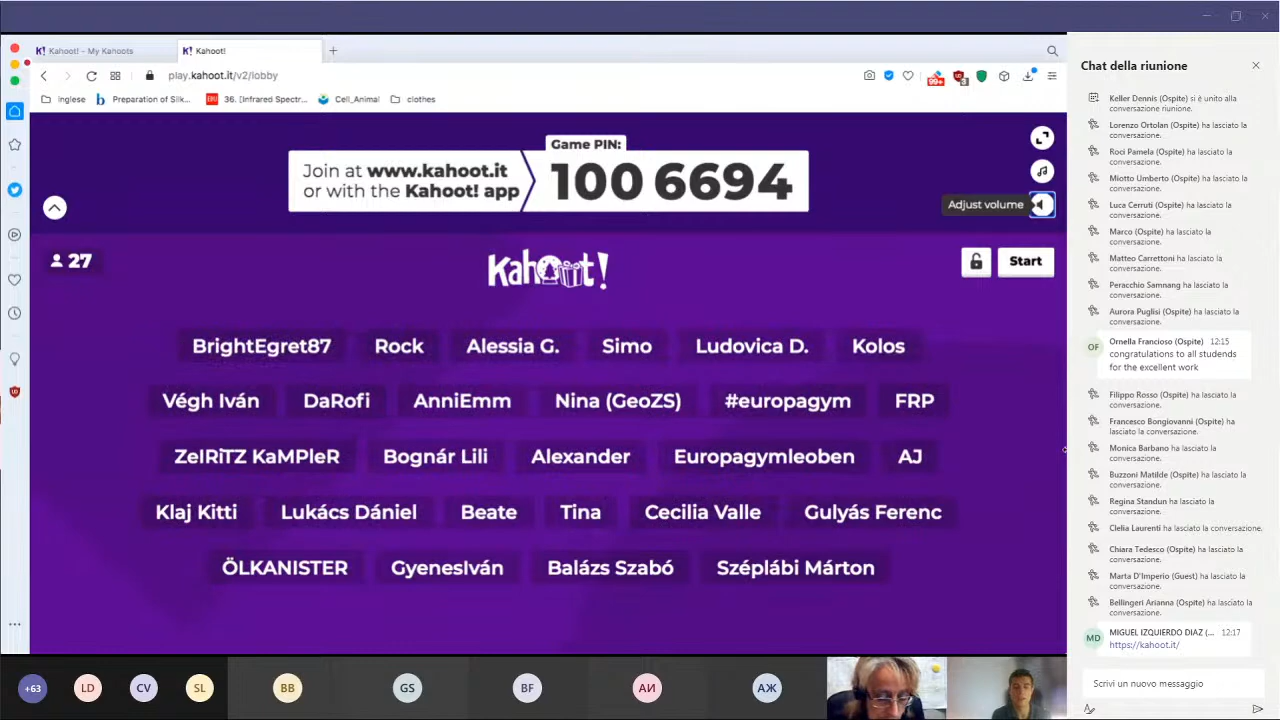 Kahoot! - My Kahoots
Kahoot!
play.kahoot.it/v2/lobby
99+
3
inglese
Preparation of Silk...
36. [Infrared Spectr...
Cell_Animal
clothes
Join at www.kahoot.it
or with the Kahoot! app
Game PIN:
100 6694
Adjust volume
27
Kahoot!
Start
BrightEgret87 Rock Alessia G. Simo Ludovica D. Kolos
Végh Iván DaRofi AnniEmm Nina (GeoZS) #europagym FRP
ZeIRiTZ KaMPleR Bognár Lili Alexander Europagymleoben AJ
Klaj Kitti Lukács Dániel Beate Tina Cecilia Valle Gulyás Ferenc
ÖLKANISTER GyenesIván Balázs Szabó Széplábi Márton
+63 LD CV SL BB GS BF АИ АЖ
Chat della riunione
Keller Dennis (Ospite) si è unito alla
conversazione riunione.
Lorenzo Ortolan (Ospite) ha lasciato la
conversazione.
Roci Pamela (Ospite) ha lasciato la
conversazione.
Miotto Umberto (Ospite) ha lasciato la
conversazione.
Luca Cerruti (Ospite) ha lasciato la
conversazione.
Marco (Ospite) ha lasciato la
conversazione.
Matteo Carrettoni ha lasciato la
conversazione.
Peracchio Samnang ha lasciato la
conversazione.
Aurora Puglisi (Ospite) ha lasciato la
conversazione.
OF
Ornella Francioso (Ospite) 12:15
congratulations to all studends
for the excellent work
Filippo Rosso (Ospite) ha lasciato la
conversazione.
Francesco Bongiovanni (Ospite) ha
lasciato la conversazione.
Monica Barbano ha lasciato la
conversazione.
Buzzoni Matilde (Ospite) ha lasciato la
conversazione.
Regina Standun ha lasciato la
conversazione.
Clelia Laurenti ha lasciato la conversazione.
Chiara Tedesco (Ospite) ha lasciato la
conversazione.
Marta D'Imperio (Guest) ha lasciato la
conversazione.
Bellingeri Arianna (Ospite) ha lasciato la
conversazione.
MD
MIGUEL IZQUIERDO DIAZ (... 12:17
https://kahoot.it/
Scrivi un nuovo messaggio